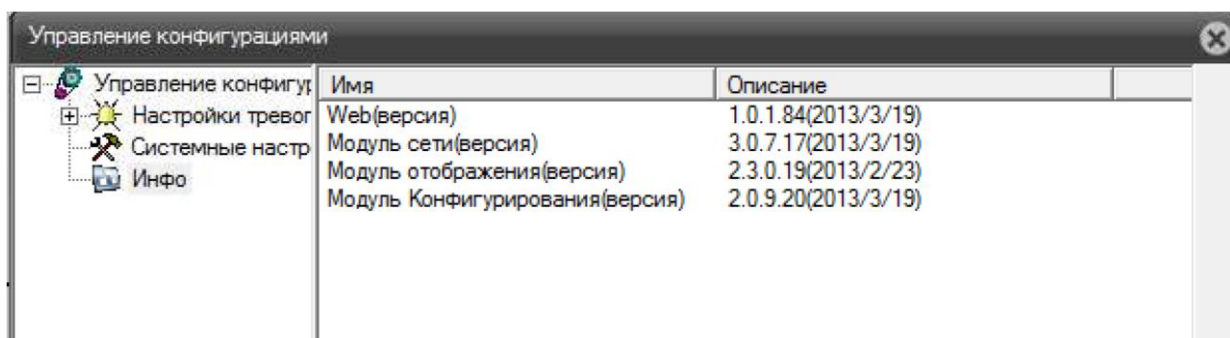 Управление конфигурациями
Управление конфигур
Настройки тревог
Системные настр
Инфо
Имя Описание
Web(версия) 1.0.1.84(2013/3/19)
Модуль сети(версия) 3.0.7.17(2013/3/19)
Модуль отображения(версия) 2.3.0.19(2013/2/23)
Модуль Конфигурирования(версия) 2.0.9.20(2013/3/19)